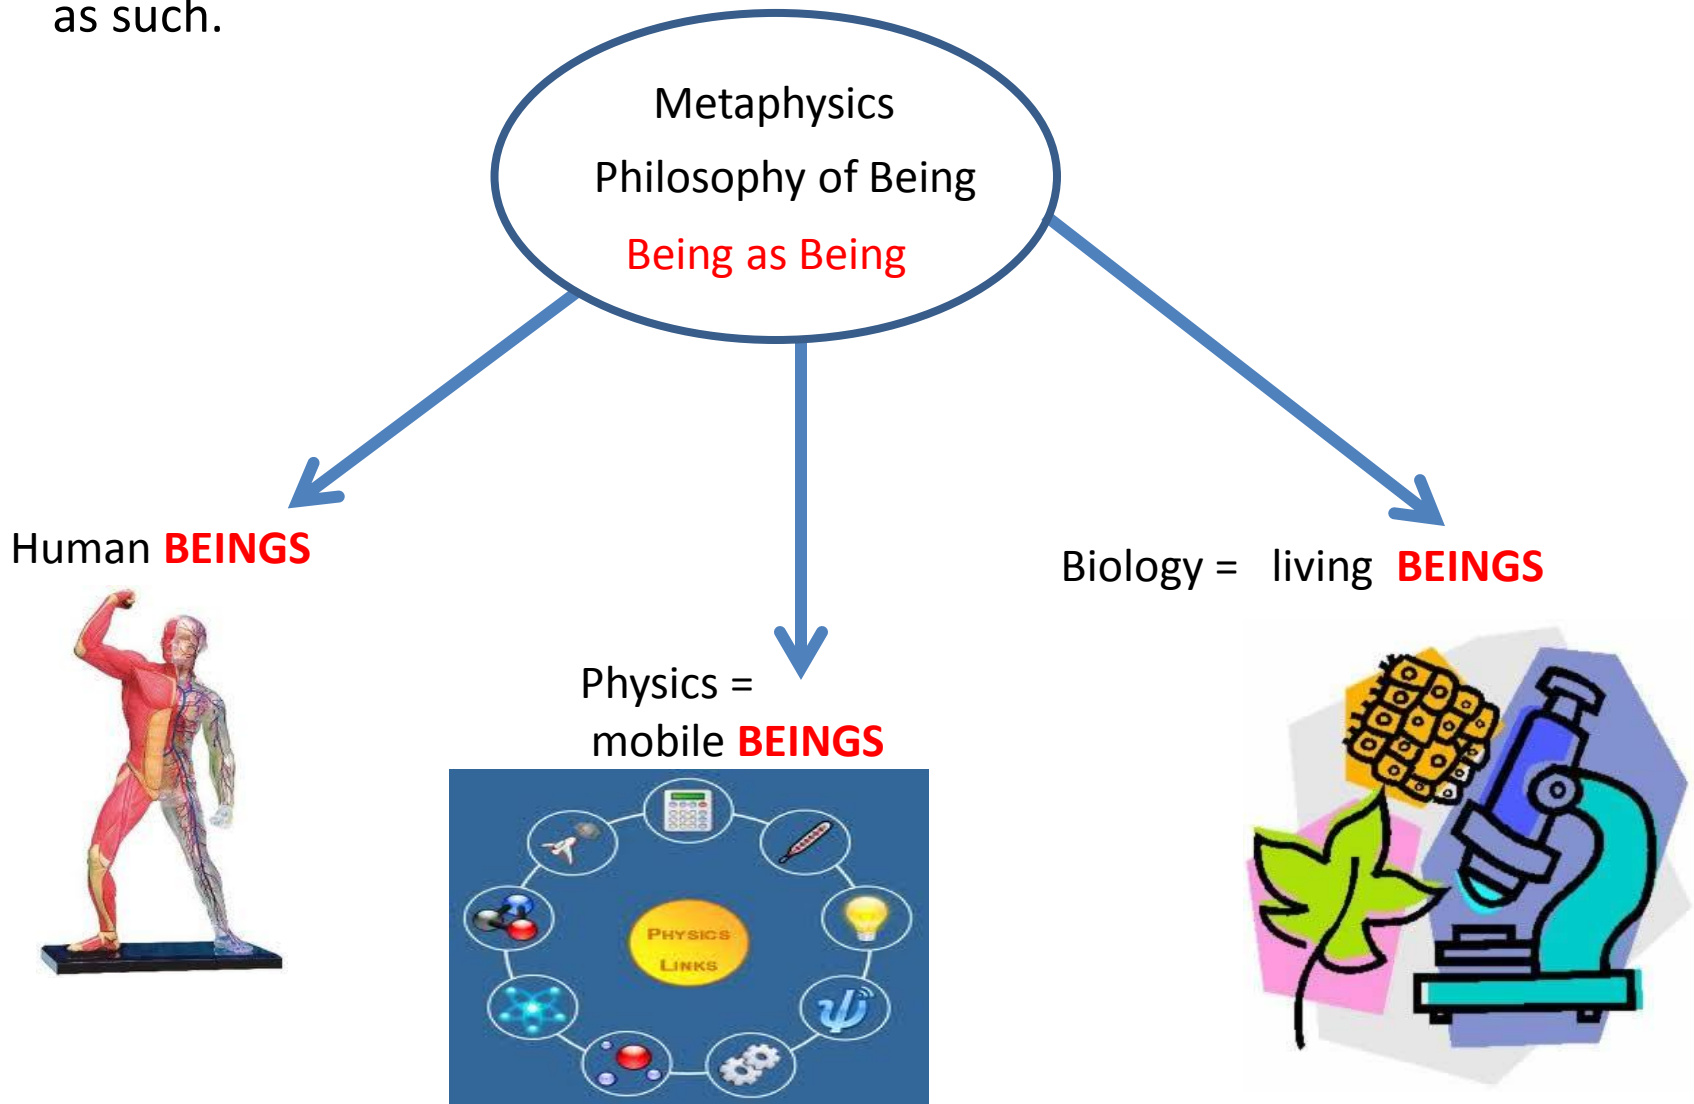 as such.
Metaphysics
Philosophy of Being
Being as Being
Human BEINGS
Biology = living BEINGS
Physics =
mobile BEINGS
PHYSICS
LINKS
ψ